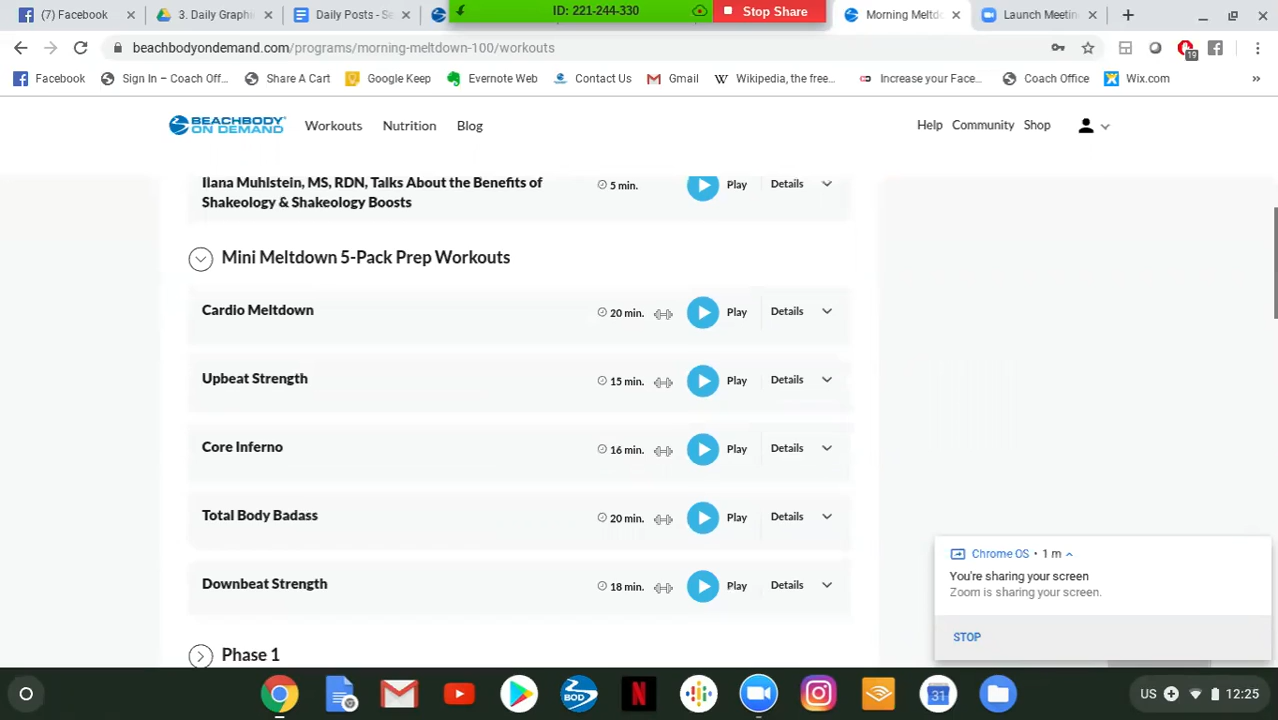 (7) Facebook
3. Daily Graphi
Daily Posts - Se
ID: 221-244-330
Stop Share
Morning Meltdo
Launch Meetin
beachbodyondemand.com/programs/morning-meltdown-100/workouts
19
Facebook
Sign In – Coach Off...
Share A Cart
Google Keep
Evernote Web
Contact Us
Gmail
Wikipedia, the free...
Increase your Face...
Coach Office
Wix.com
»
BEACHBODY
ON DEMAND
Workouts
Nutrition
Blog
Help
Community
Shop
Ilana Muhlstein, MS, RDN, Talks About the Benefits of
Shakeology & Shakeology Boosts
5 min.
Play
Details
Mini Meltdown 5-Pack Prep Workouts
Cardio Meltdown
20 min.
Play
Details
Upbeat Strength
15 min.
Play
Details
Core Inferno
16 min.
Play
Details
Total Body Badass
20 min.
Play
Details
Downbeat Strength
18 min.
Play
Details
Phase 1
Chrome OS • 1 m
You're sharing your screen
Zoom is sharing your screen.
STOP
BOD
N
31
US
12:25